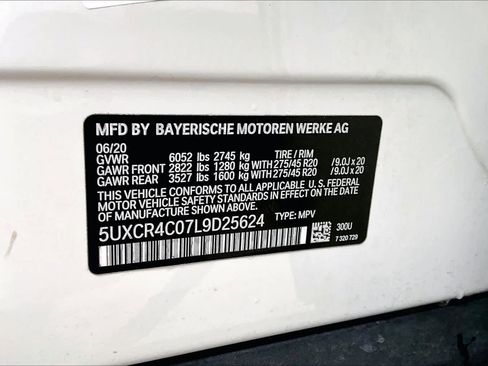 MFD BY BAYERISCHE MOTOREN WERKE AG
06/20
GVWR 6052 lbs 2745 kg TIRE / RIM
GAWR FRONT 2822 lbs 1280 kg WITH 275/45 R20 /9.0J x 20
GAWR REAR 3527 lbs 1600 kg WITH 275/45 R20 /9.0J x 20
THIS VEHICLE CONFORMS TO ALL APPLICABLE U.S. FEDERAL
MOTOR VEHICLE SAFETY STANDARDS IN EFFECT ON THE DATE
OF MANUFACTURE SHOWN ABOVE.
5UXCR4C07L9D25624 TYPE: MPV
300U
7 320 729